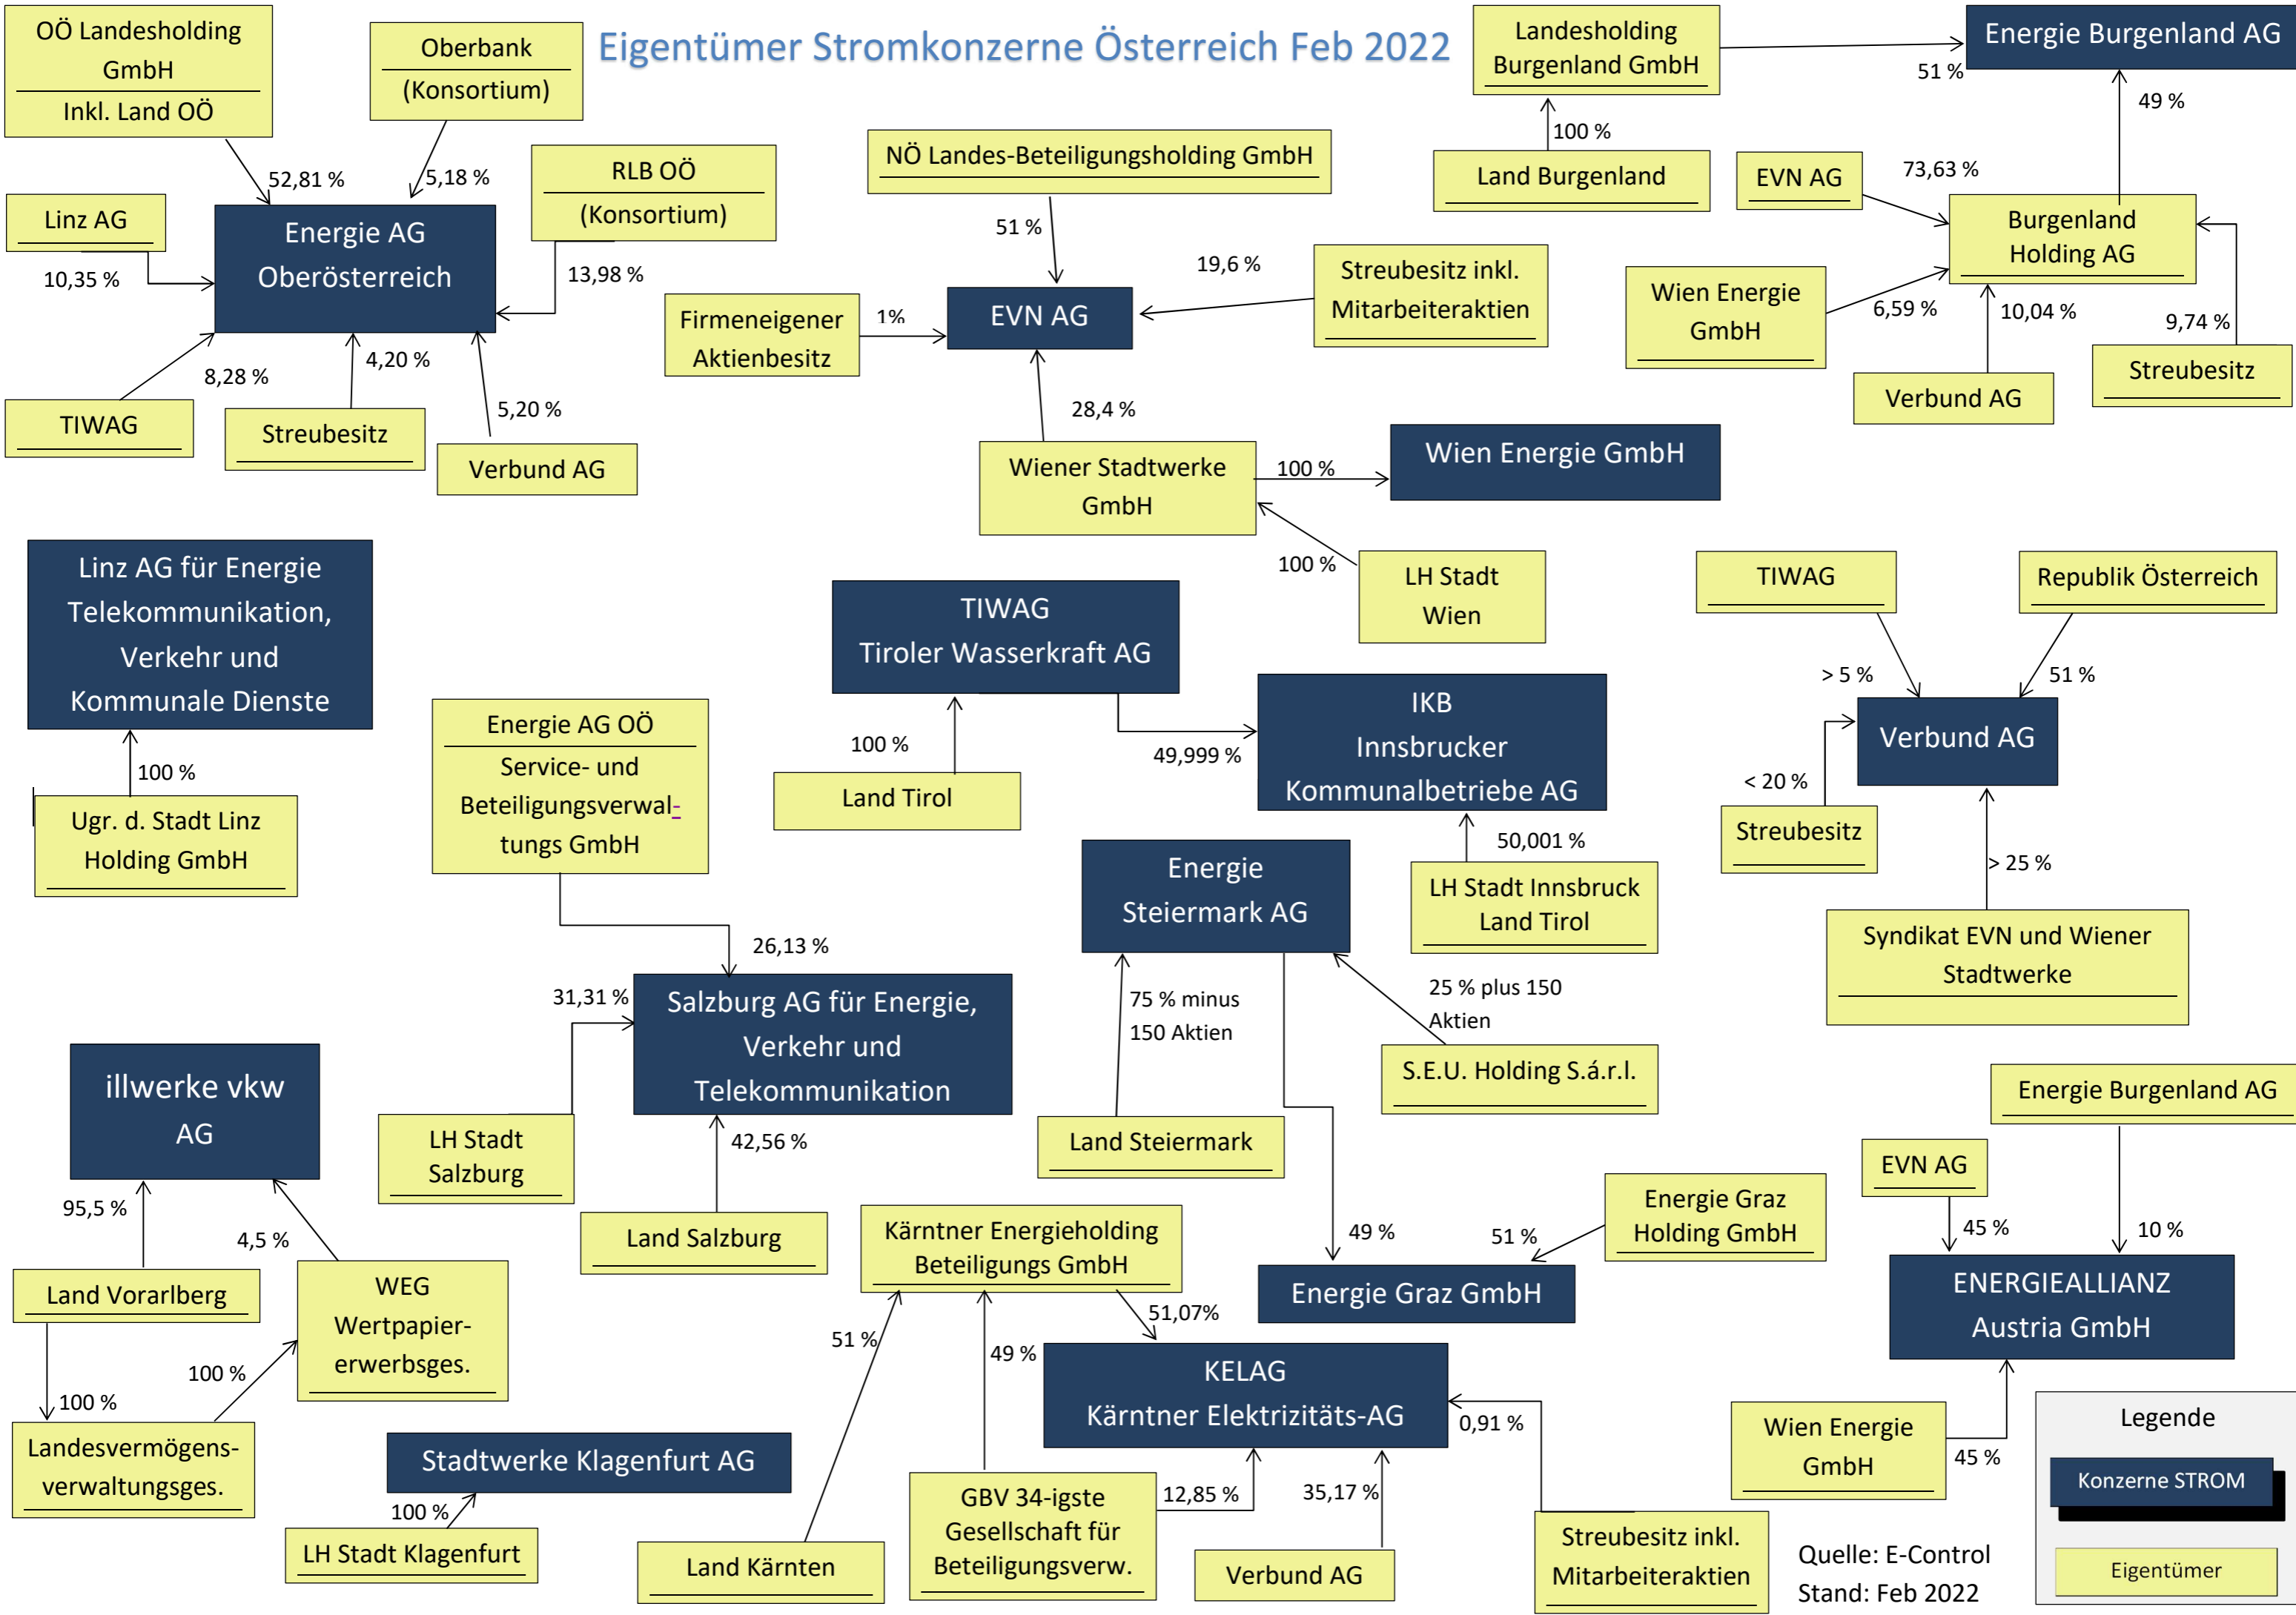 Eigentümer Stromkonzerne Österreich Feb 2022
OÖ Landesholding
GmbH
Inkl. Land OÖ
Oberbank
(Konsortium)
RLB OÖ
(Konsortium)
52,81 %
5,18 %
Linz AG
10,35 %
Energie AG
Oberösterreich
13,98 %
8,28 %
4,20 %
5,20 %
TIWAG
Streubesitz
Verbund AG
NÖ Landes-Beteiligungsholding GmbH
51 %
19,6 %
Streubesitz inkl.
Mitarbeiteraktien
Firmeneigener
Aktienbesitz
1%
EVN AG
28,4 %
Wiener Stadtwerke
GmbH
100 %
Wien Energie GmbH
100 %
LH Stadt
Wien
Landesholding
Burgenland GmbH
51 %
Energie Burgenland AG
100 %
Land Burgenland
49 %
EVN AG
73,63 %
Burgenland
Holding AG
Wien Energie
GmbH
6,59 %
10,04 %
9,74 %
Verbund AG
Streubesitz
Linz AG für Energie
Telekommunikation,
Verkehr und
Kommunale Dienste
100 %
Ugr. d. Stadt Linz
Holding GmbH
TIWAG
Tiroler Wasserkraft AG
100 %
Land Tirol
49,999 %
IKB
Innsbrucker
Kommunalbetriebe AG
50,001 %
LH Stadt Innsbruck
Land Tirol
TIWAG
Republik Österreich
> 5 %
51 %
Verbund AG
< 20 %
Streubesitz
> 25 %
Syndikat EVN und Wiener
Stadtwerke
Energie AG OÖ
Service- und
Beteiligungsverwal-
tungs GmbH
26,13 %
31,31 %
Salzburg AG für Energie,
Verkehr und
Telekommunikation
LH Stadt
Salzburg
42,56 %
Land Salzburg
Energie
Steiermark AG
75 % minus
150 Aktien
25 % plus 150
Aktien
Land Steiermark
S.E.U. Holding S.á.r.l.
49 %
51 %
Energie Graz
Holding GmbH
Energie Graz GmbH
illwerke vkw
AG
95,5 %
4,5 %
Land Vorarlberg
WEG
Wertpapier-
erwerbsges.
100 %
100 %
Landesvermögens-
verwaltungsges.
Stadtwerke Klagenfurt AG
100 %
LH Stadt Klagenfurt
Kärntner Energieholding
Beteiligungs GmbH
51 %
49 %
51,07%
KELAG
Kärntner Elektrizitäts-AG
0,91 %
12,85 %
35,17 %
Land Kärnten
GBV 34-igste
Gesellschaft für
Beteiligungsverw.
Verbund AG
Streubesitz inkl.
Mitarbeiteraktien
Energie Burgenland AG
EVN AG
45 %
10 %
ENERGIEALLIANZ
Austria GmbH
Wien Energie
GmbH
45 %
Quelle: E-Control
Stand: Feb 2022
Legende
Konzerne STROM
Eigentümer